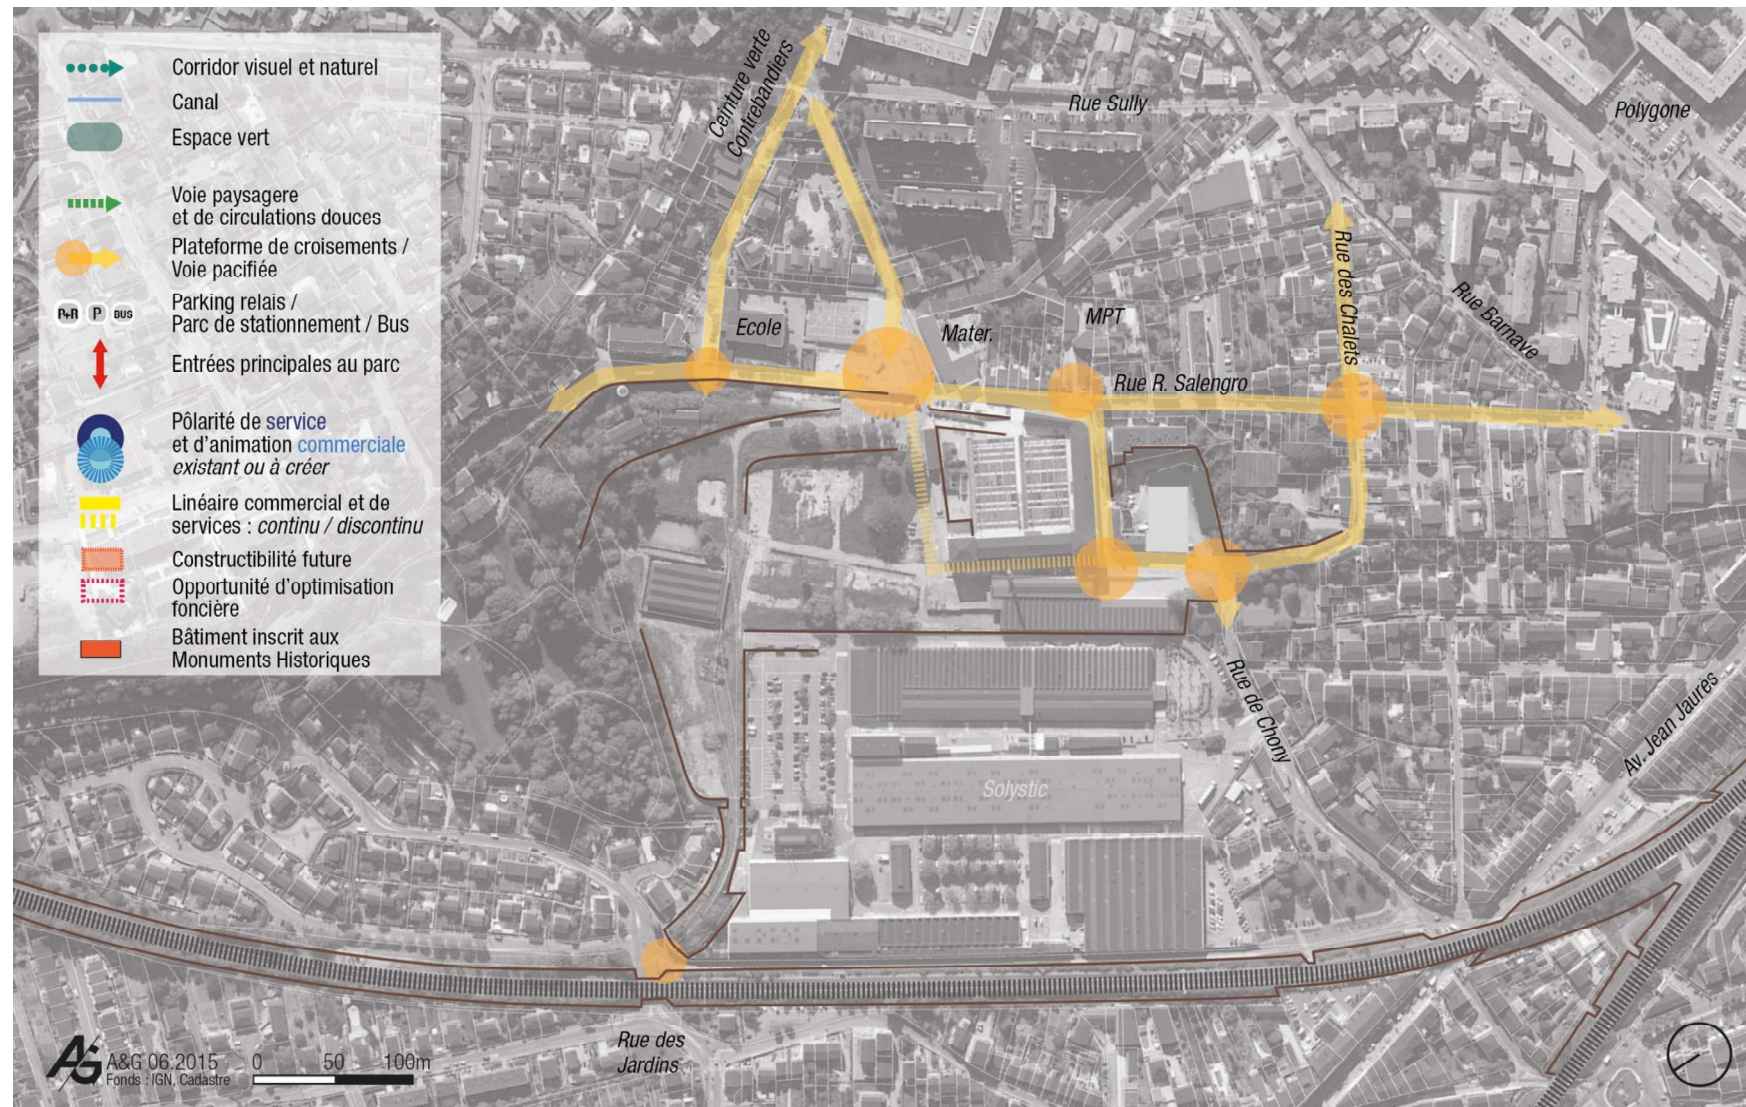 Corridor visuel et naturel
Canal
Espace vert
Voie paysagere
et de circulations douces
Plateforme de croisements /
Voie pacifiée
P+R P BUS
Parking relais /
Parc de stationnement / Bus
Entrées principales au parc
Pôlarité de service
et d'animation commerciale
existant ou à créer
Linéaire commercial et de
services : continu / discontinu
Constructibilité future
Opportunité d'optimisation
foncière
Bâtiment inscrit aux
Monuments Historiques
Ceinture verte
Contrebandiers
Rue Sully
Polygone
Rue des Chalets
Rue Barnave
Ecole
Mater.
MPT
Rue R. Salengro
Rue de Chony
Av. Jean Jaures
Solystic
Rue des
Jardins
AG
A&G 06.2015
Fonds : IGN, Cadastre
0 50 100m